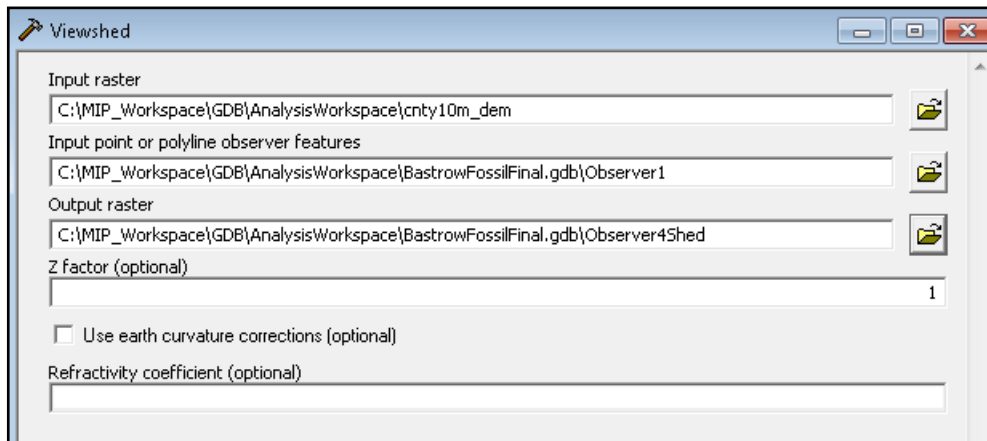 Viewshed
Input raster
C:\MIP_Workspace\GDB\AnalysisWorkspace\cnty10m_dem
Input point or polyline observer features
C:\MIP_Workspace\GDB\AnalysisWorkspace\BastrowFossilFinal.gdb\Observer1
Output raster
C:\MIP_Workspace\GDB\AnalysisWorkspace\BastrowFossilFinal.gdb\Observer4Shed
Z factor (optional)
1
Use earth curvature corrections (optional)
Refractivity coefficient (optional)